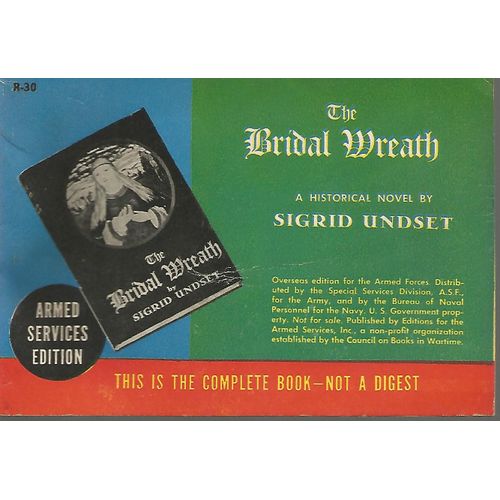 R-30
The
Bridal Wreath
A HISTORICAL NOVEL BY
SIGRID UNDSET
The
Bridal Wreath
by
SIGRID UNDSET
Overseas edition for the Armed Forces. Distrib-
uted by the Special Services Division, A.S.F.,
for the Army, and by the Bureau of Naval
Personnel for the Navy. U. S. Government prop-
erty. Not for sale. Published by Editions for the
Armed Services, Inc., a non-profit organization
established by the Council on Books in Wartime.
ARMED
SERVICES
EDITION
THIS IS THE COMPLETE BOOK—NOT A DIGEST